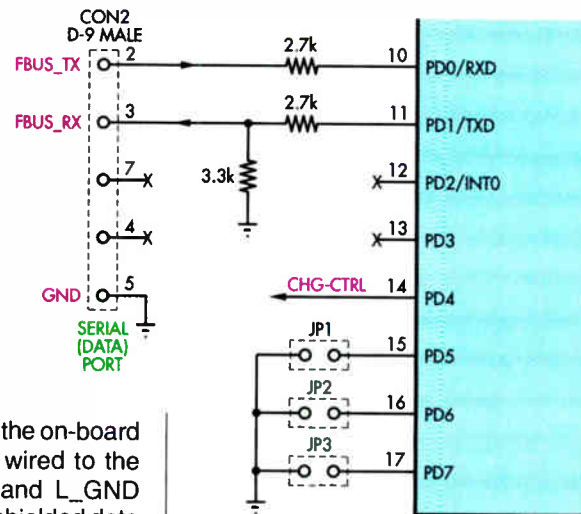 CON2
D-9 MALE
FBUS_TX 2 2.7k 10 PD0/RXD
FBUS_RX 3 2.7k 11 PD1/TXD
7 3.3k 12 PD2/INT0
4 13 PD3
GND 5 CHG-CTRL 14 PD4
SERIAL
(DATA)
PORT
JP1
15 PD5
JP2
16 PD6
JP3
17 PD7
the on-board
wired to the
and L_GND
shielded data